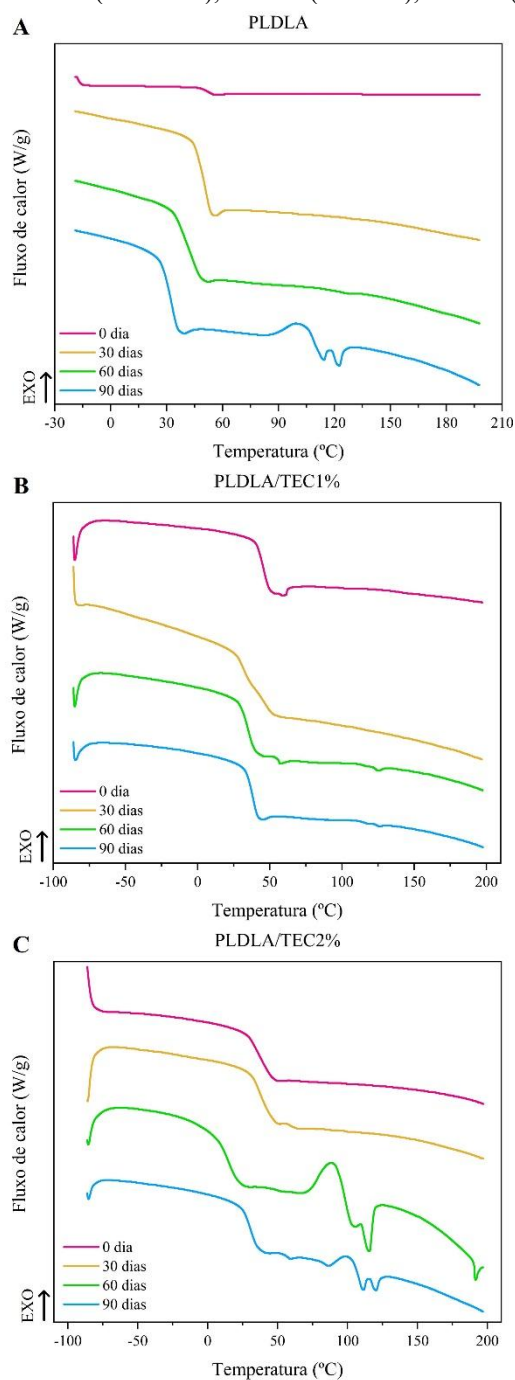 A
PLDLA
Fluxo de calor (W/g)
0 dia
30 dias
60 dias
90 dias
EXO
-30 0 30 60 90 120 150 180 210
Temperatura (ºC)
B
PLDLA/TEC1%
Fluxo de calor (W/g)
0 dia
30 dias
60 dias
90 dias
EXO
-100 -50 0 50 100 150 200
Temperatura (ºC)
C
PLDLA/TEC2%
Fluxo de calor (W/g)
0 dia
30 dias
60 dias
90 dias
EXO
-100 -50 0 50 100 150 200
Temperatura (ºC)